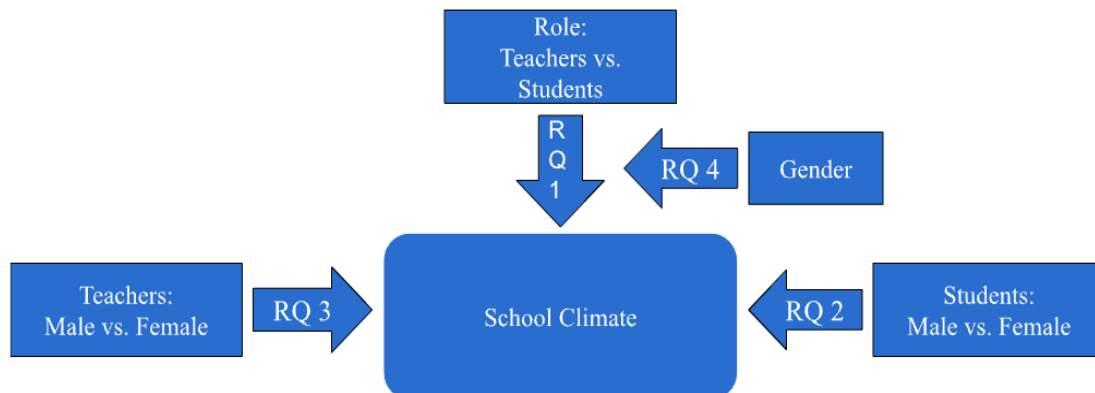 Role:
Teachers vs.
Students
R
Q
1
RQ 4
Gender
Teachers:
Male vs. Female
RQ 3
School Climate
RQ 2
Students:
Male vs. Female